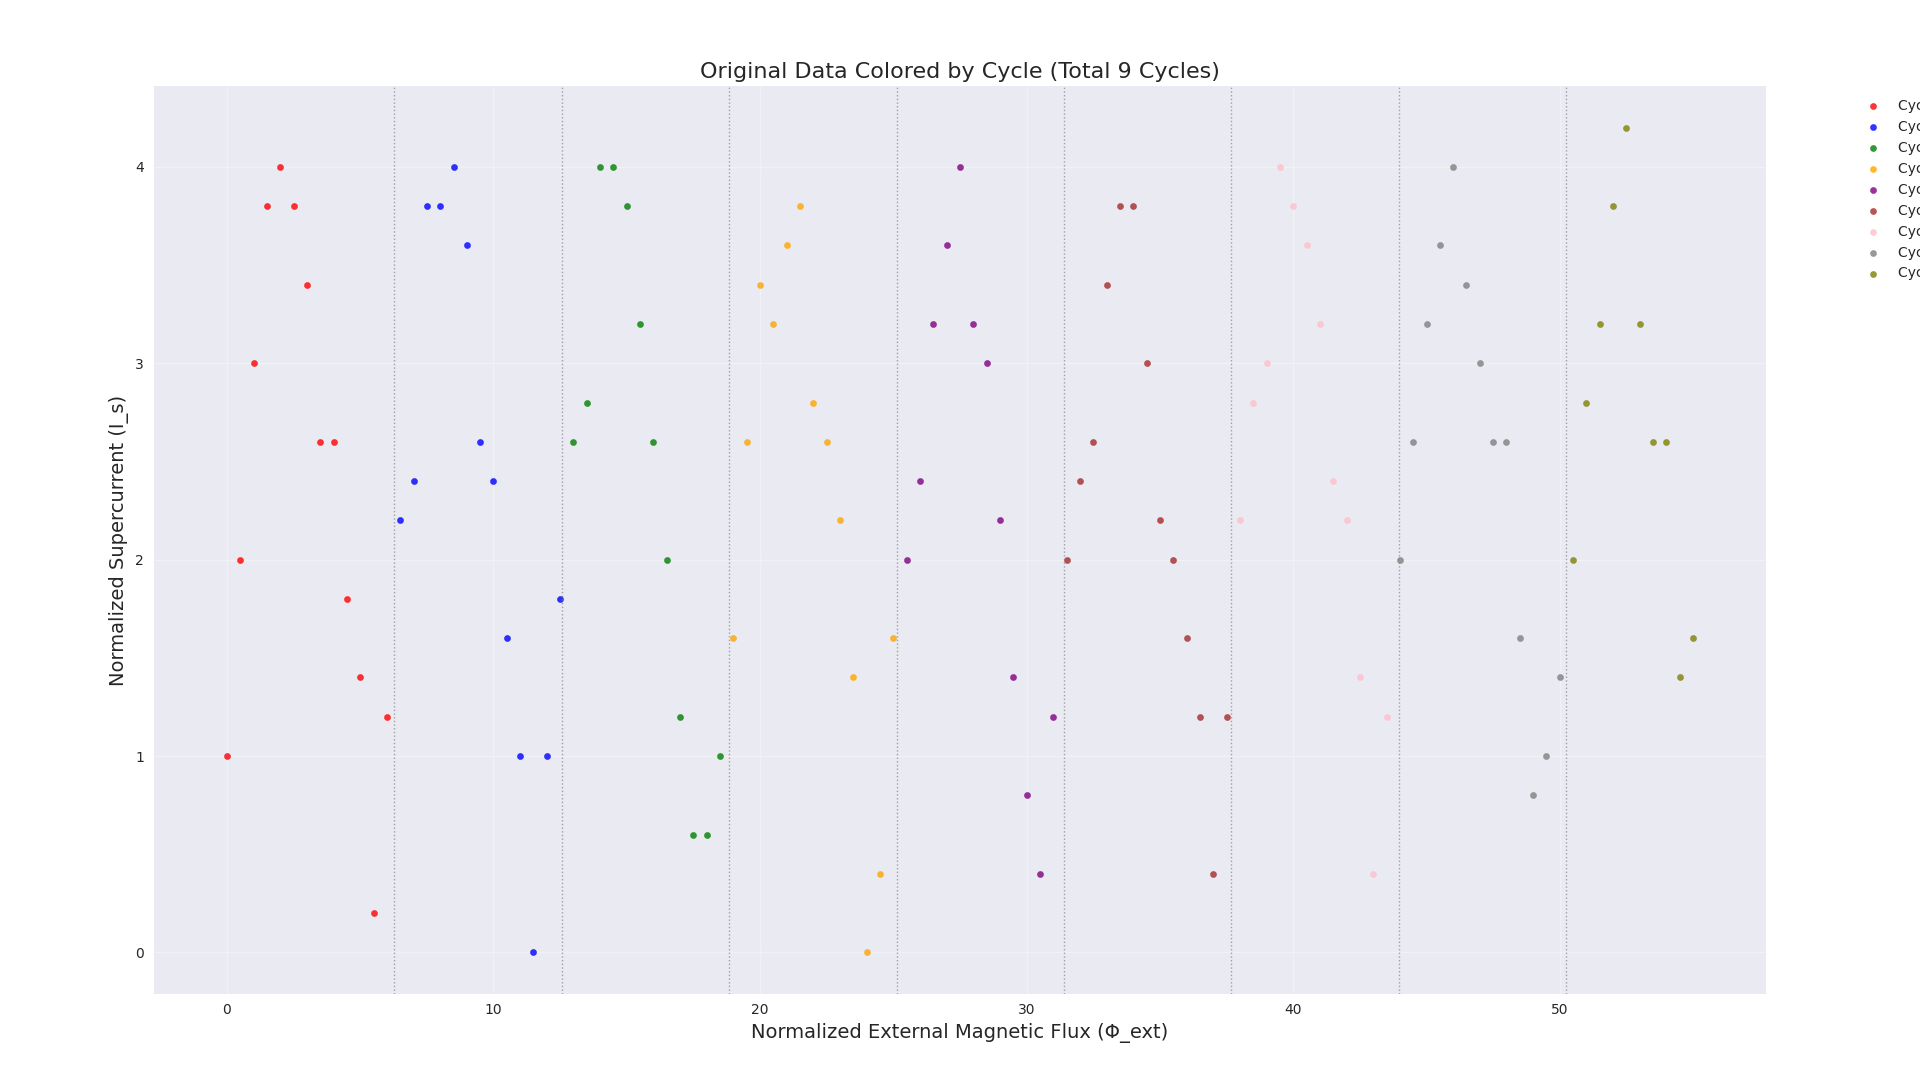 Original Data Colored by Cycle (Total 9 Cycles)
Cyc
Cyc
Cyc
Cyc
Cyc
Cyc
Cyc
Cyc
Cyc
4
3
2
1
0
Normalized Supercurrent (I_s)
0 10 20 30 40 50
Normalized External Magnetic Flux (Φ_ext)